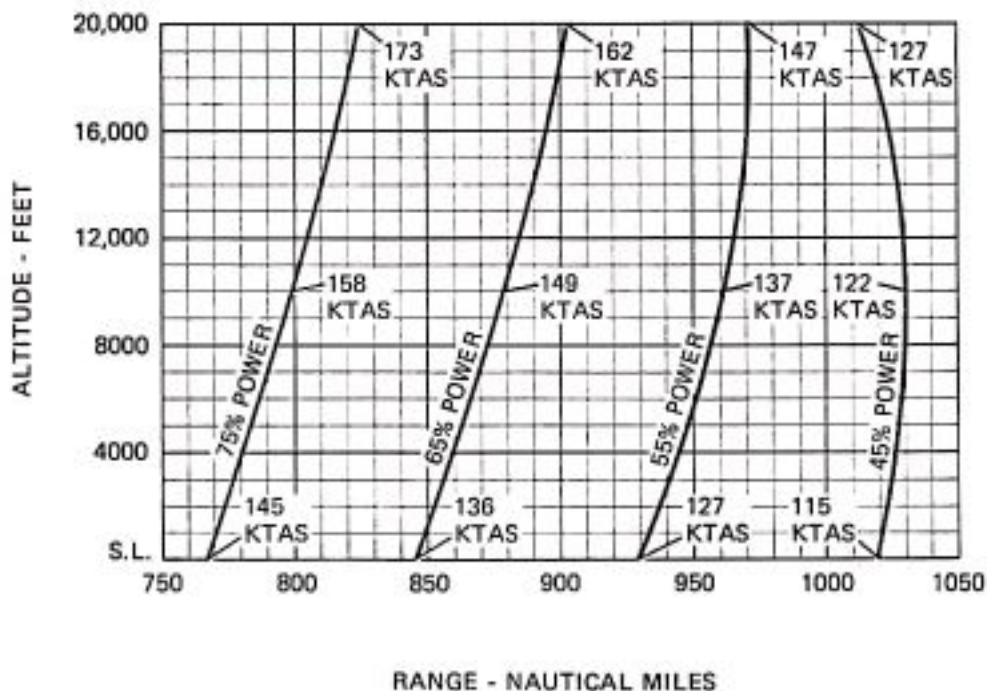 20,000
16,000
12,000
8000
4000
S.L.
ALTITUDE - FEET
173
KTAS
162
KTAS
147
KTAS
127
KTAS
158
KTAS
149
KTAS
137
KTAS
122
KTAS
75% POWER
65% POWER
55% POWER
45% POWER
145
KTAS
136
KTAS
127
KTAS
115
KTAS
750 800 850 900 950 1000 1050
RANGE - NAUTICAL MILES